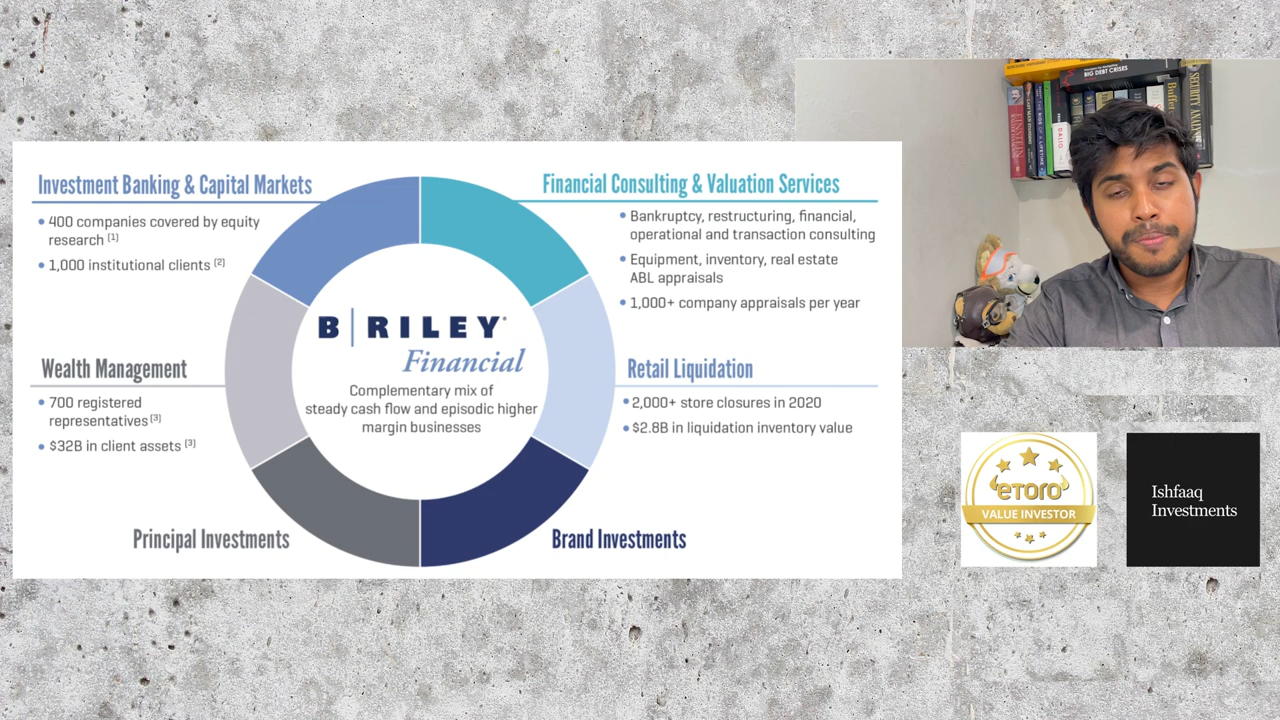 Investment Banking & Capital Markets
• 400 companies covered by equity
research (1)
• 1,000 institutional clients (2)
Financial Consulting & Valuation Services
• Bankruptcy, restructuring, financial,
operational and transaction consulting
• Equipment, inventory, real estate
ABL appraisals
• 1,000+ company appraisals per year
B|RILEY®
Financial
Complementary mix of
steady cash flow and episodic higher
margin businesses
Wealth Management
• 700 registered
representatives (3)
• $32B in client assets (3)
Retail Liquidation
• 2,000+ store closures in 2020
• $2.8B in liquidation inventory value
Principal Investments
Brand Investments
BIG DEBT CRISES
EINSTEIN
DALIO
Buffett
SECURITY ANALYSIS
eToro
VALUE INVESTOR
Ishfaaq
Investments